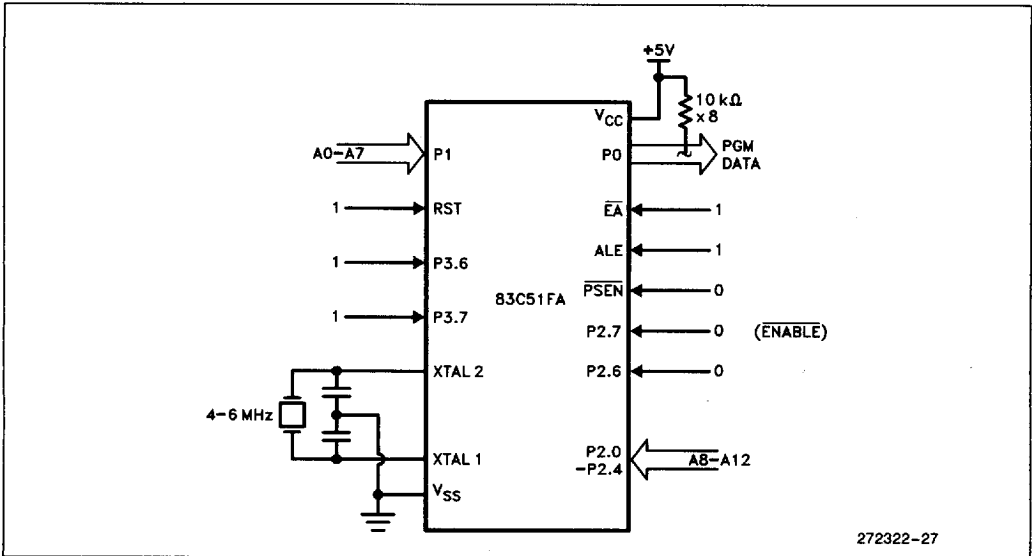 +5V
10 kΩ
x 8
VCC
A0-A7
P1
P0
PGM
DATA
1
RST
EA
1
ALE
1
1
P3.6
PSEN
0
83C51FA
1
P3.7
P2.7
0
(ENABLE)
XTAL 2
P2.6
0
4-6 MHz
XTAL 1
P2.0
-P2.4
A8-A12
VSS
272322-27